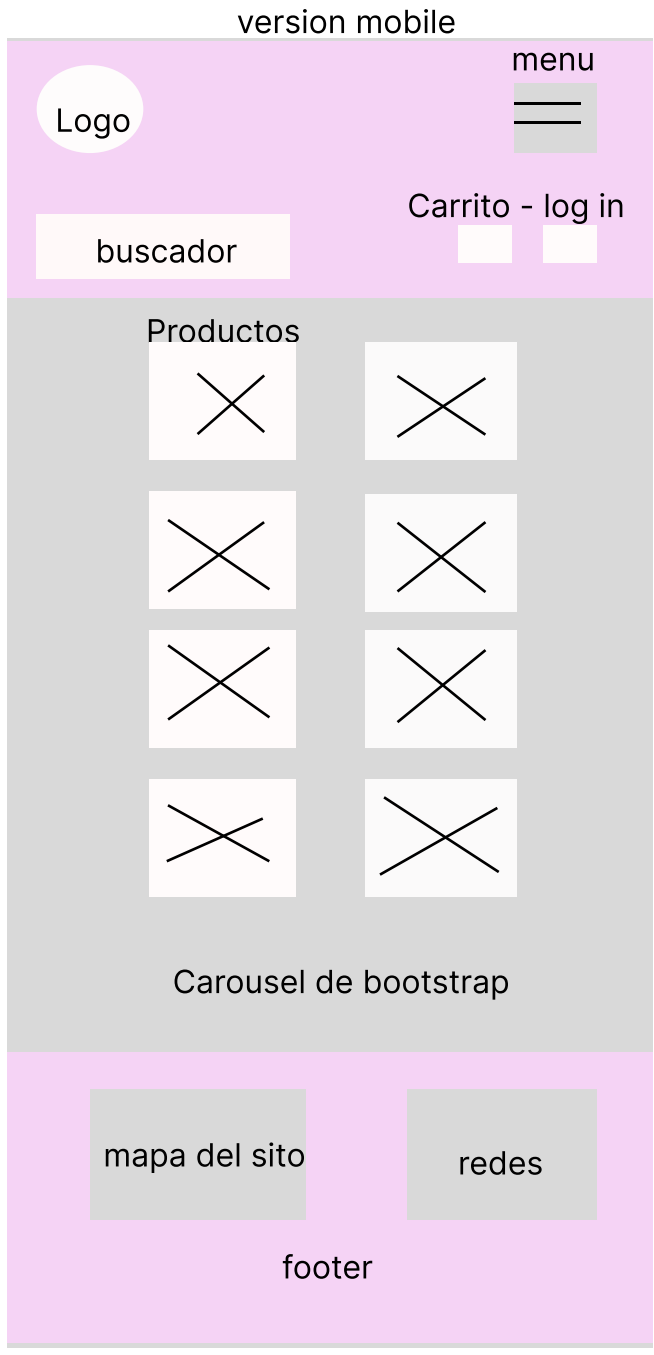 version mobile
menu
Logo
Carrito - log in
buscador
Productos
Carousel de bootstrap
mapa del sito
redes
footer